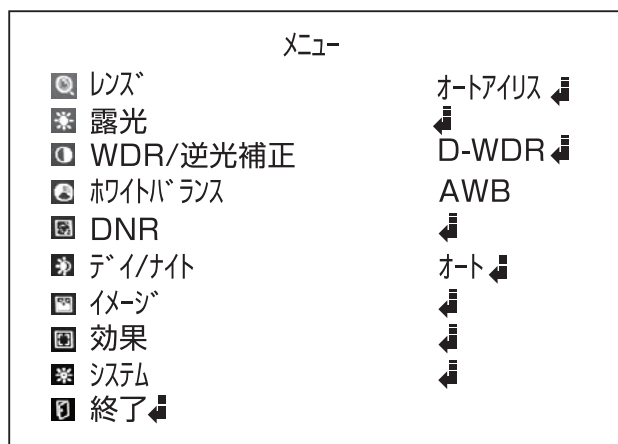 メニュー
レンズ オートアイリス ↲
露光 ↲
WDR/逆光補正 D-WDR ↲
ホワイトバランス AWB
DNR ↲
デイ/ナイト オート ↲
イメージ ↲
効果 ↲
システム ↲
終了 ↲